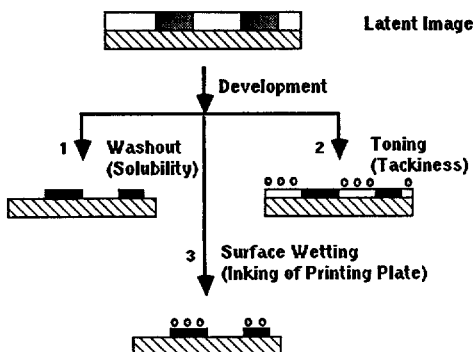 Latent Image
Development
1 Washout
(Solubility)
2 Toning
(Tackiness)
3 Surface Wetting
(Inking of Printing Plate)